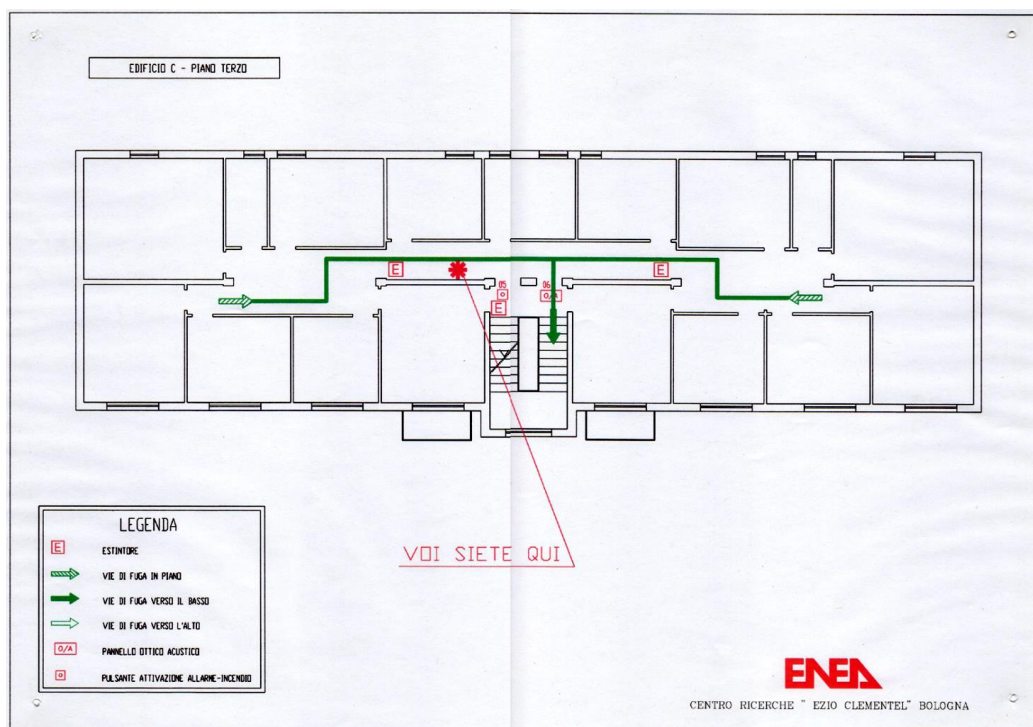 EDIFICIO C - PIANO TERZO
E
E
05
06
O
O/A
E
VOI SIETE QUI
LEGENDA
E ESTINTORE
VIE DI FUGA IN PIANO
VIE DI FUGA VERSO IL BASSO
VIE DI FUGA VERSO L'ALTO
O/A PANNELLO OTTICO ACUSTICO
O PULSANTE ATTIVAZIONE ALLARME-INCENDIO
ENEA
CENTRO RICERCHE " EZIO CLEMENTEL" BOLOGNA